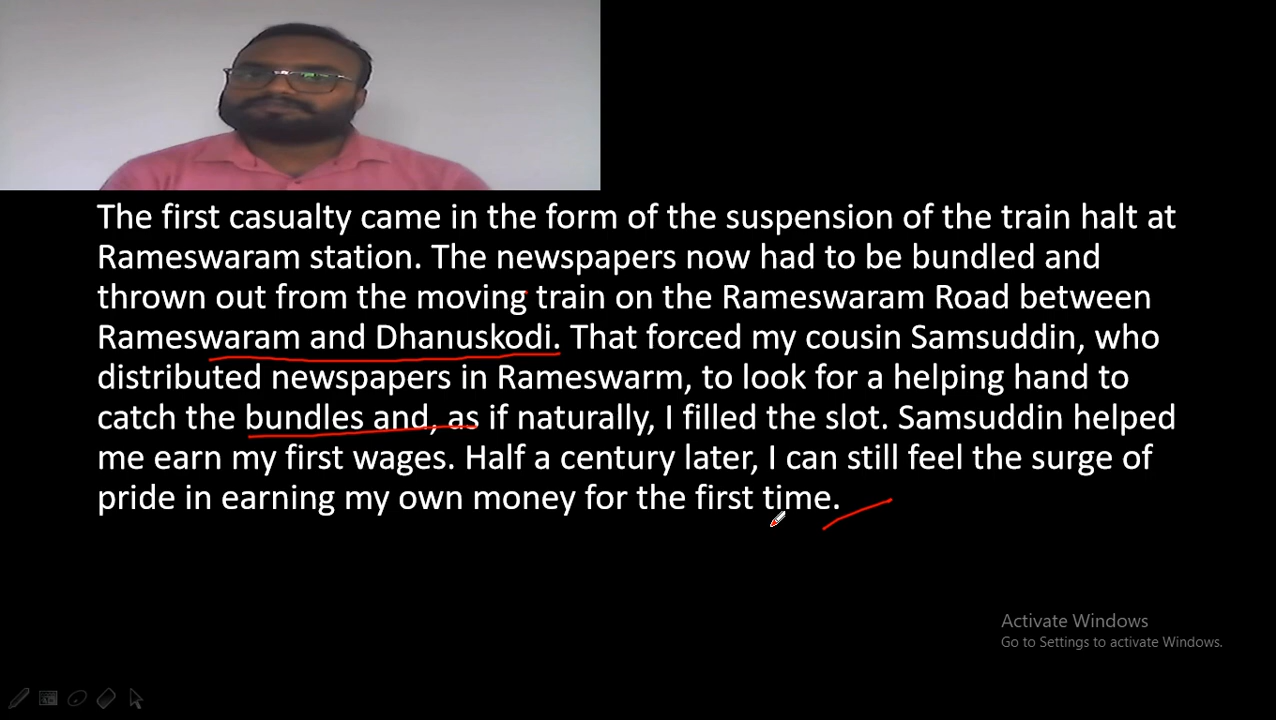 The first casualty came in the form of the suspension of the train halt at
Rameswaram station. The newspapers now had to be bundled and
thrown out from the moving train on the Rameswaram Road between
Rameswaram and Dhanuskodi. That forced my cousin Samsuddin, who
distributed newspapers in Rameswarm, to look for a helping hand to
catch the bundles and, as if naturally, I filled the slot. Samsuddin helped
me earn my first wages. Half a century later, I can still feel the surge of
pride in earning my own money for the first time.
Activate Windows
Go to Settings to activate Windows.